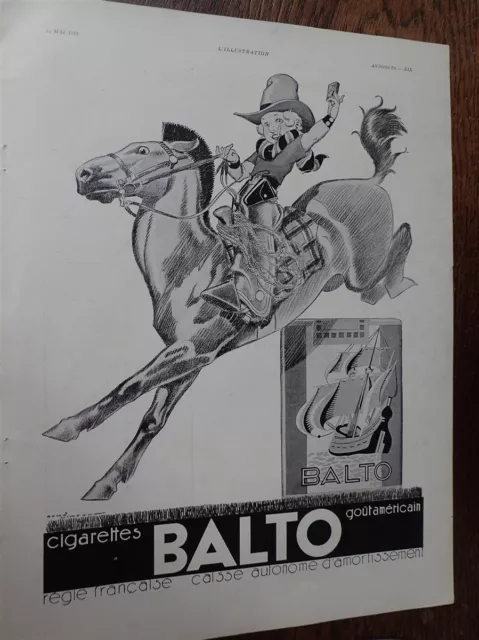 L'ILLUSTRATION
BALTO
cigarettes BALTO goût américain
régie française caisse autonome d'amortissement